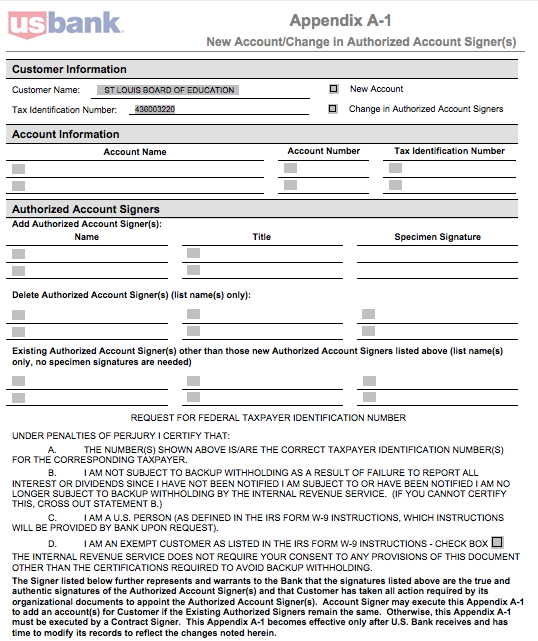 usbank.
Appendix A-1
New Account/Change in Authorized Account Signer(s)
Customer Information
Customer Name: ST LOUIS BOARD OF EDUCATION New Account
Tax Identification Number: 436003220 Change in Authorized Account Signers
Account Information
Account Name Account Number Tax Identification Number
Authorized Account Signers
Add Authorized Account Signer(s):
Name Title Specimen Signature
Delete Authorized Account Signer(s) (list name(s) only):
Existing Authorized Account Signer(s) other than those new Authorized Account Signers listed above (list name(s)
only, no specimen signatures are needed)
REQUEST FOR FEDERAL TAXPAYER IDENTIFICATION NUMBER
UNDER PENALTIES OF PERJURY I CERTIFY THAT:
A. THE NUMBER(S) SHOWN ABOVE IS/ARE THE CORRECT TAXPAYER IDENTIFICATION NUMBER(S)
FOR THE CORRESPONDING TAXPAYER.
B. I AM NOT SUBJECT TO BACKUP WITHHOLDING AS A RESULT OF FAILURE TO REPORT ALL
INTEREST OR DIVIDENDS SINCE I HAVE NOT BEEN NOTIFIED I AM SUBJECT TO OR HAVE BEEN NOTIFIED I AM NO
LONGER SUBJECT TO BACKUP WITHHOLDING BY THE INTERNAL REVENUE SERVICE. (IF YOU CANNOT CERTIFY
THIS, CROSS OUT STATEMENT B.)
C. I AM A U.S. PERSON (AS DEFINED IN THE IRS FORM W-9 INSTRUCTIONS, WHICH INSTRUCTIONS
WILL BE PROVIDED BY BANK UPON REQUEST).
D. I AM AN EXEMPT CUSTOMER AS LISTED IN THE IRS FORM W-9 INSTRUCTIONS - CHECK BOX
THE INTERNAL REVENUE SERVICE DOES NOT REQUIRE YOUR CONSENT TO ANY PROVISIONS OF THIS DOCUMENT
OTHER THAN THE CERTIFICATIONS REQUIRED TO AVOID BACKUP WITHHOLDING.
The Signer listed below further represents and warrants to the Bank that the signatures listed above are the true and
authentic signatures of the Authorized Account Signer(s) and that Customer has taken all action required by its
organizational documents to appoint the Authorized Account Signer(s). Account Signer may execute this Appendix A-1
to add an account(s) for Customer if the Existing Authorized Signers remain the same. Otherwise, this Appendix A-1
must be executed by a Contract Signer. This Appendix A-1 becomes effective only after U.S. Bank receives and has
time to modify its records to reflect the changes noted herein.